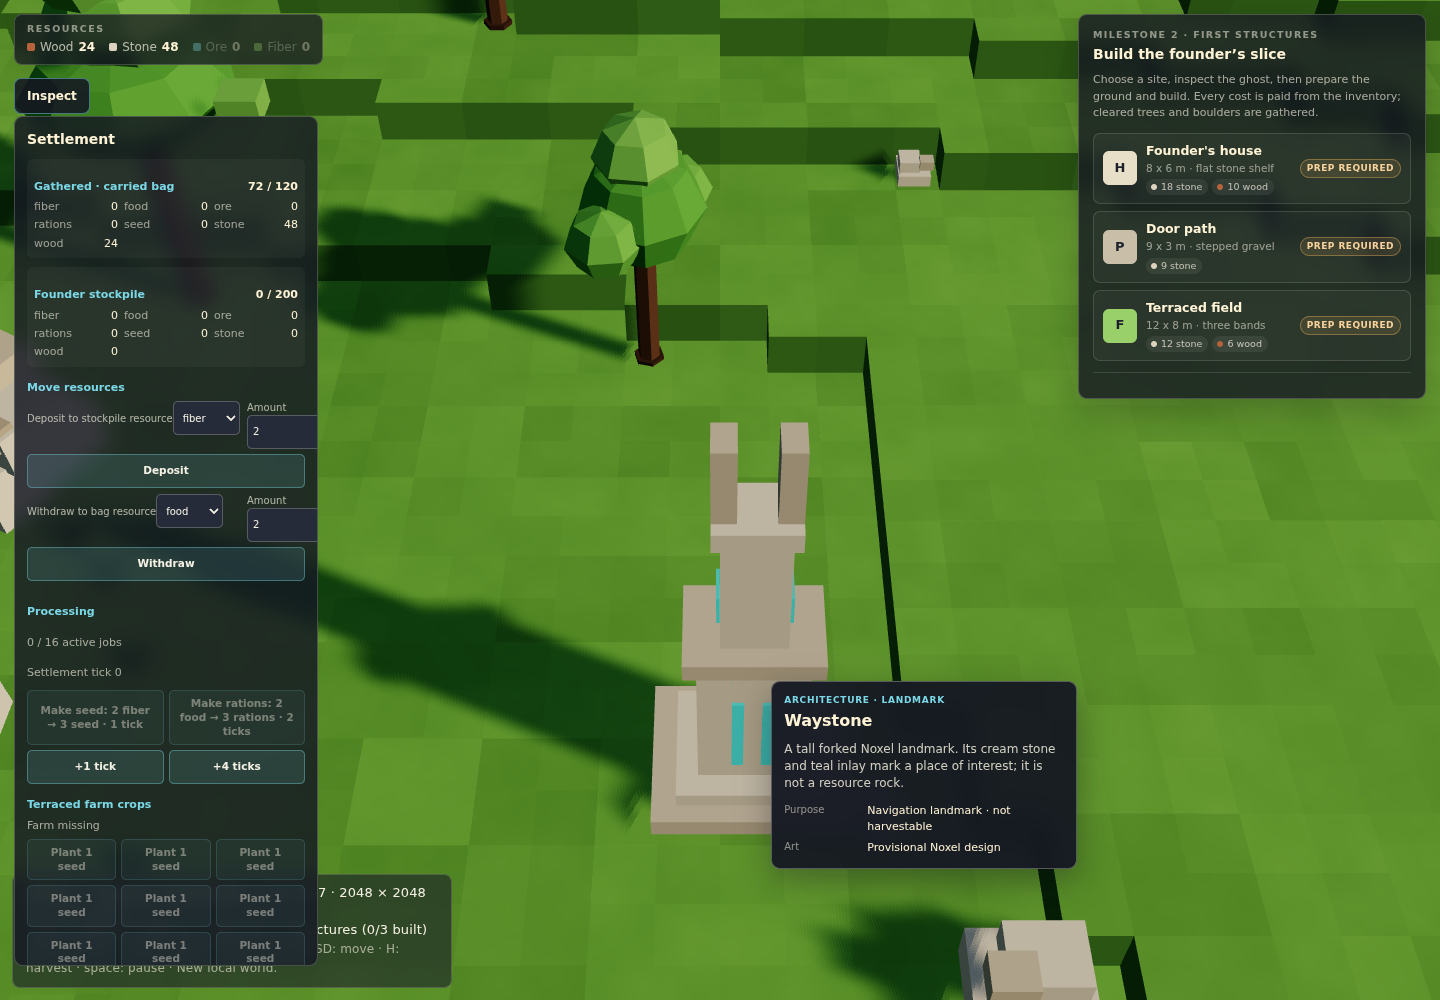 RESOURCES
Wood 24 Stone 48 Ore 0 Fiber 0
Inspect
Settlement
Gathered · carried bag 72 / 120
fiber 0 food 0 ore 0
rations 0 seed 0 stone 48
wood 24
Founder stockpile 0 / 200
fiber 0 food 0 ore 0
rations 0 seed 0 stone 0
wood 0
Move resources
Deposit to stockpile resource fiber Amount
2
Deposit
Withdraw to bag resource food Amount
2
Withdraw
Processing
0 / 16 active jobs
Settlement tick 0
Make seed: 2 fiber
→ 3 seed · 1 tick
Make rations: 2
food → 3 rations · 2
ticks
+1 tick +4 ticks
Terraced farm crops
Farm missing
Plant 1 seed Plant 1 seed Plant 1 seed
Plant 1 seed Plant 1 seed Plant 1 seed
Plant 1 seed Plant 1 seed Plant 1 seed
7 · 2048 × 2048
ctures (0/3 built)
SD: move · H:
harvest · space: pause · New local world.
MILESTONE 2 · FIRST STRUCTURES
Build the founder’s slice
Choose a site, inspect the ghost, then prepare the
ground and build. Every cost is paid from the inventory;
cleared trees and boulders are gathered.
H
Founder's house
8 x 6 m · flat stone shelf
18 stone 10 wood
PREP REQUIRED
P
Door path
9 x 3 m · stepped gravel
9 stone
PREP REQUIRED
F
Terraced field
12 x 8 m · three bands
12 stone 6 wood
PREP REQUIRED
ARCHITECTURE · LANDMARK
Waystone
A tall forked Noxel landmark. Its cream stone
and teal inlay mark a place of interest; it is
not a resource rock.
Purpose Navigation landmark · not
harvestable
Art Provisional Noxel design